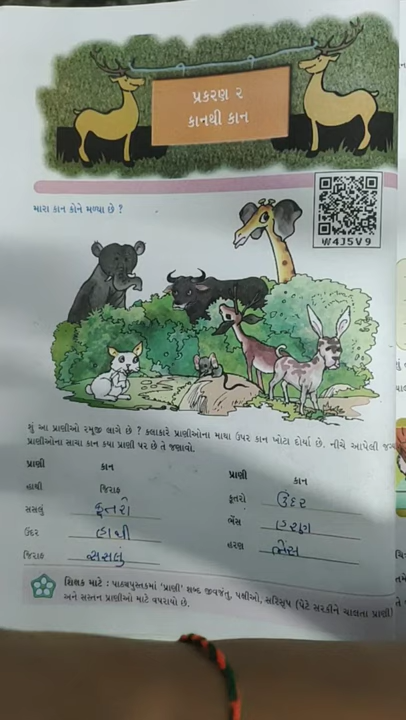 પ્રકરણ ૨
કાનથી કાન
W4J5V9
મારા કાન કોને મળ્યા છે ?
શું આ પ્રાણીઓ રમૂજી લાગે છે ? કલાકારે પ્રાણીઓના માથા ઉપર કાન ખોટા દોર્યા છે. નીચે આપેલી જગ્
પ્રાણીઓના સાચા કાન કયા પ્રાણી પર છે તે જણાવો.
પ્રાણી કાન પ્રાણી કાન
હાથી જિરાફ કૂતરો ઉંદર
સસલું કૂતરો ભેંસ
ઉંદર હાથી હરણ ભેંસ
જિરાફ સસલું
શિક્ષક માટે : પાઠ્યપુસ્તકમાં 'પ્રાણી' શબ્દ જીવજંતુ, પક્ષીઓ, સરિસૃપ (પેટે સરકીને ચાલતા પ્રાણી)
અને સસ્તન પ્રાણીઓ માટે વપરાયો છે.